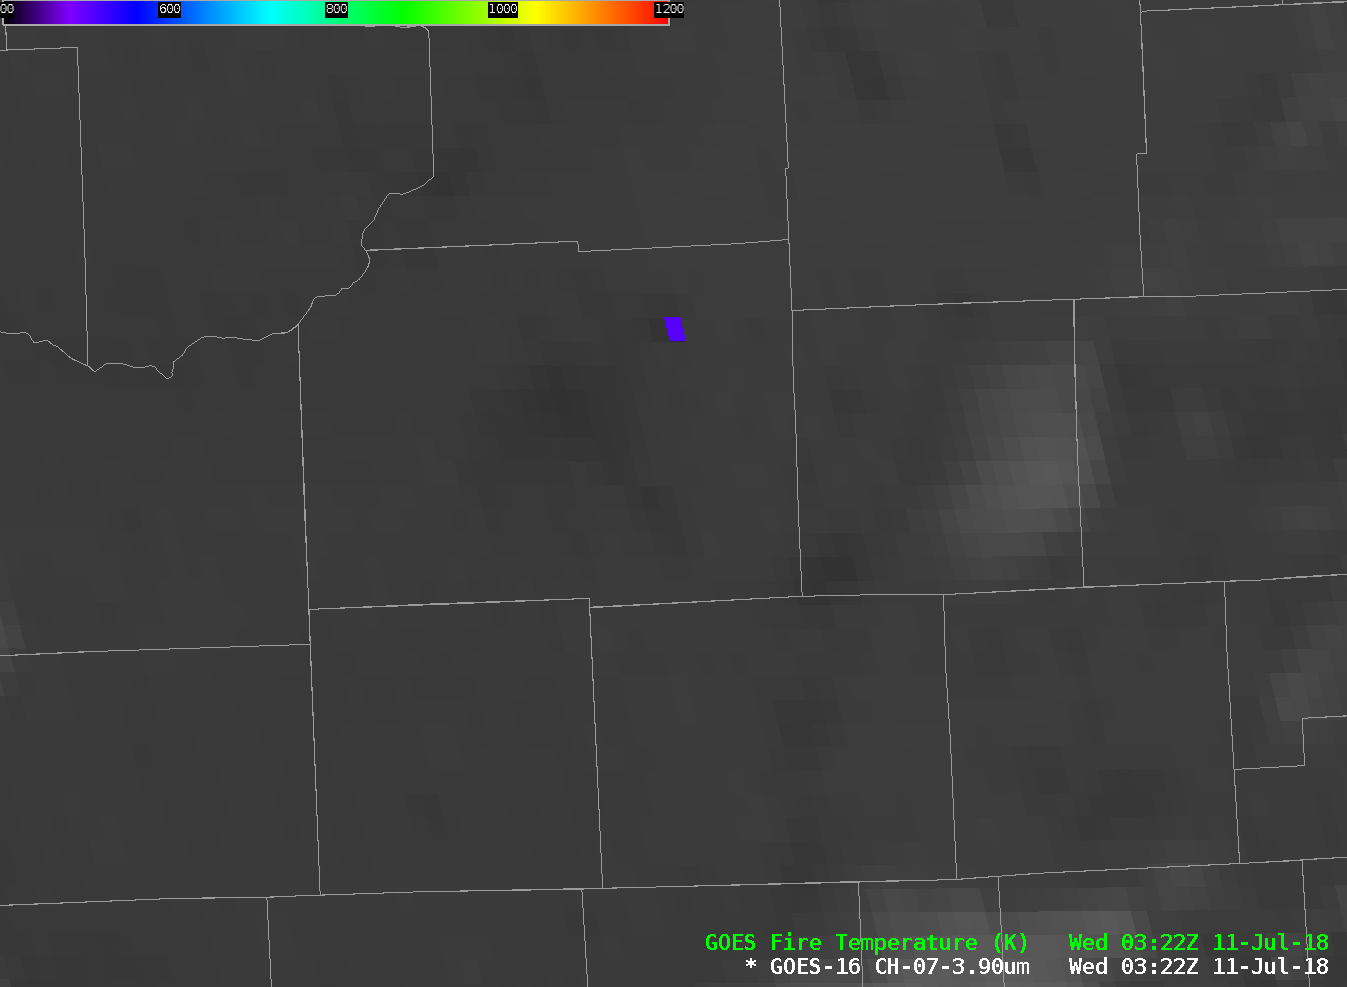 00 600 800 1000 1200
GOES Fire Temperature (K) Wed 03:22Z 11-Jul-18
* GOES-16 CH-07-3.90um Wed 03:22Z 11-Jul-18